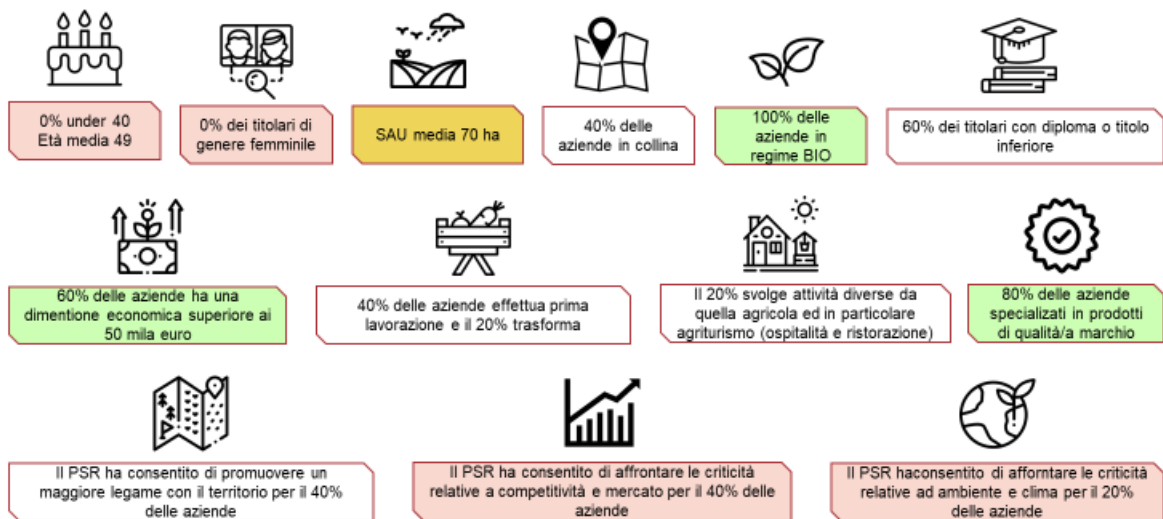 0% under 40
Età media 49
0% dei titolari di
genere femminile
SAU media 70 ha
40% delle
aziende in collina
100% delle
aziende in
regime BIO
60% dei titolari con diploma o titolo
inferiore
60% delle aziende ha una
dimentione economica superiore ai
50 mila euro
40% delle aziende effettua prima
lavorazione e il 20% trasforma
Il 20% svolge attività diverse da
quella agricola ed in particolare
agriturismo (ospitalità e ristorazione)
80% delle aziende
specializati in prodotti
di qualità/a marchio
Il PSR ha consentito di promuovere un
maggiore legame con il territorio per il 40%
delle aziende
Il PSR ha consentito di affrontare le criticità
relative a competitività e mercato per il 40% delle
aziende
Il PSR haconsentito di afforntare le criticità
relative ad ambiente e clima per il 20%
delle aziende